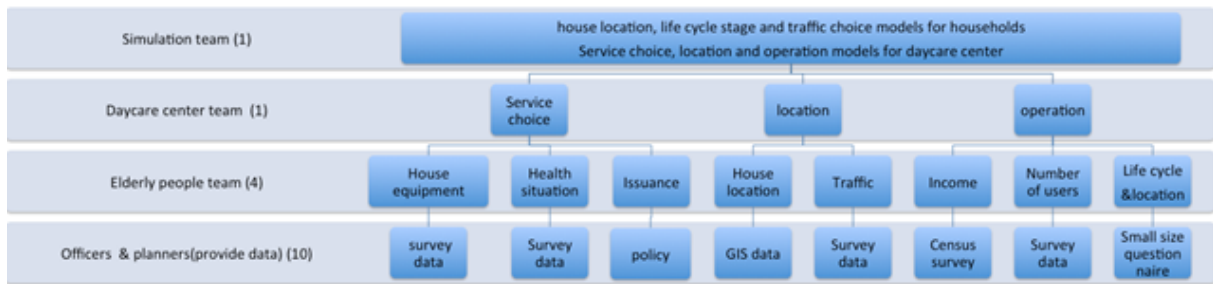 Simulation team (1)
house location, life cycle stage and traffic choice models for households
Service choice, location and operation models for daycare center
Daycare center team (1)
Service
choice
location
operation
Elderly people team (4)
House
equipment
Health
situation
Issuance
House
location
Traffic
Income
Number
of users
Life cycle
&location
Officers & planners(provide data) (10)
survey
data
Survey
data
policy
GIS data
Survey
data
Census
survey
Survey
data
Small size
question
naire